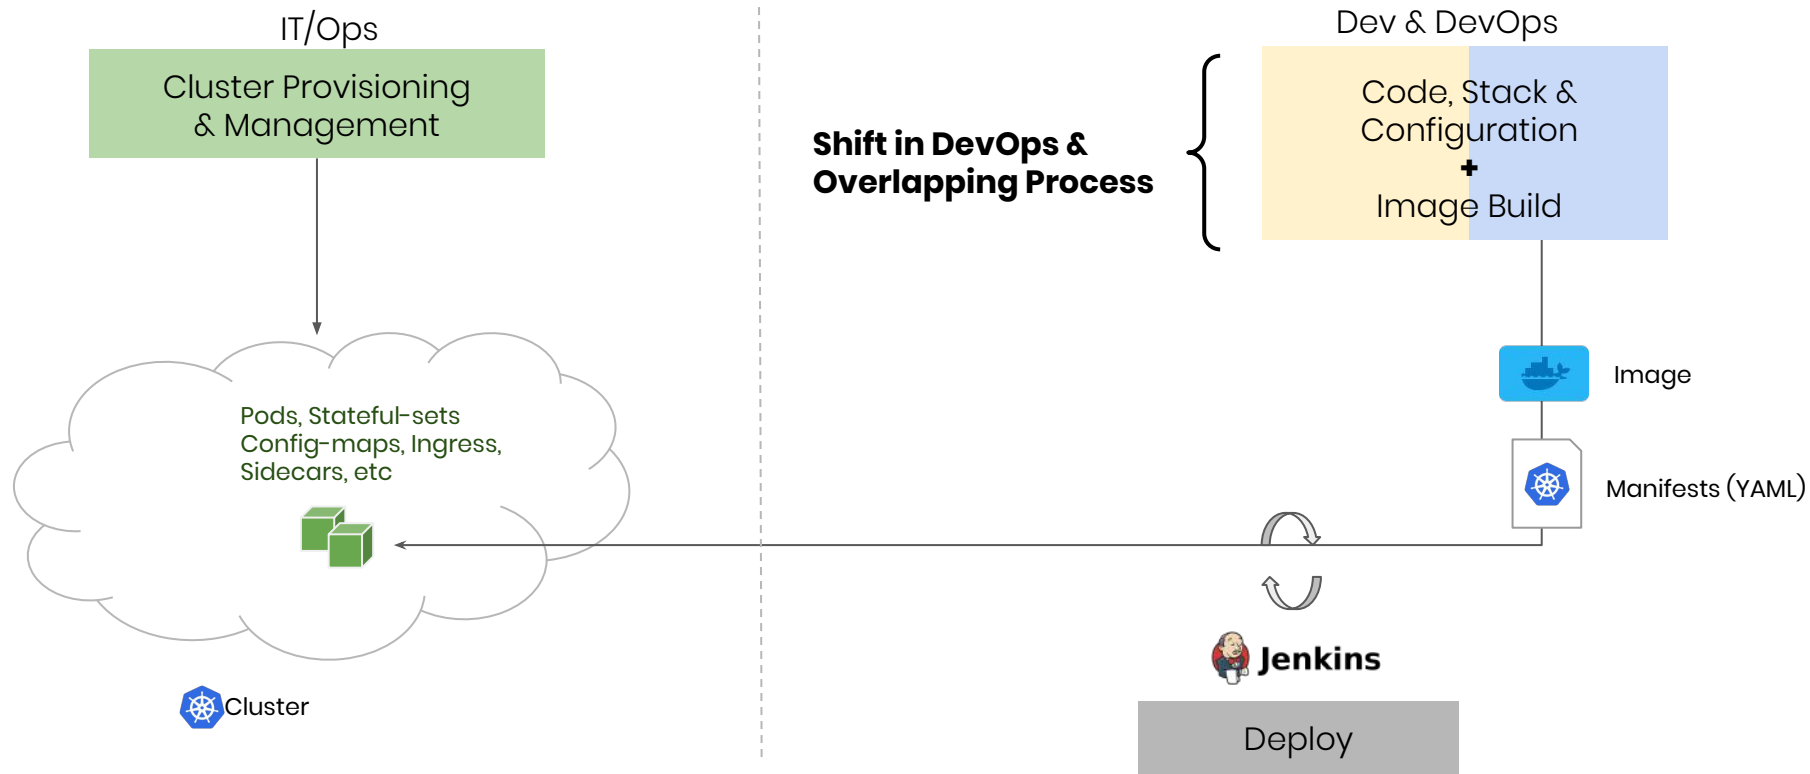 IT/Ops
Cluster Provisioning
& Management
Dev & DevOps
Code, Stack &
Configuration
+
Image Build
Shift in DevOps &
Overlapping Process
Image
Manifests (YAML)
Pods, Stateful-sets
Config-maps, Ingress,
Sidecars, etc
Cluster
Jenkins
Deploy